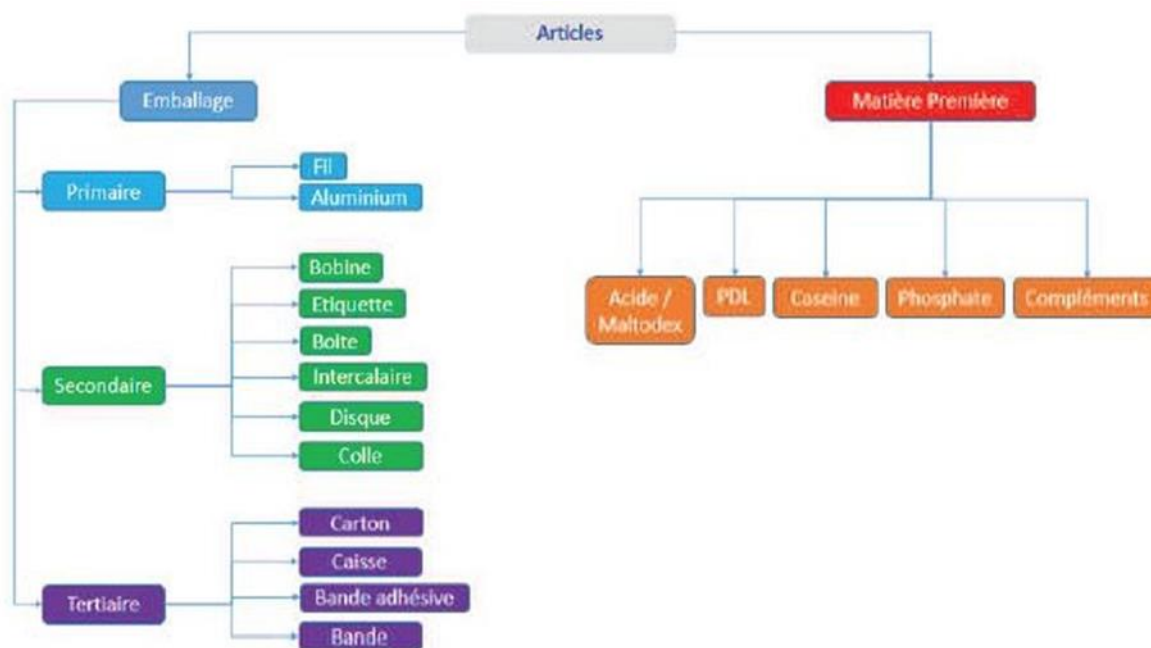 Articles
Emballage
Matière Première
Primaire
Fil
Aluminium
Secondaire
Bobine
Etiquette
Boite
Intercalaire
Disque
Colle
Tertiaire
Carton
Caisse
Bande adhésive
Bande
Acide /
Maltodex
PDL
Caseine
Phosphate
Compléments